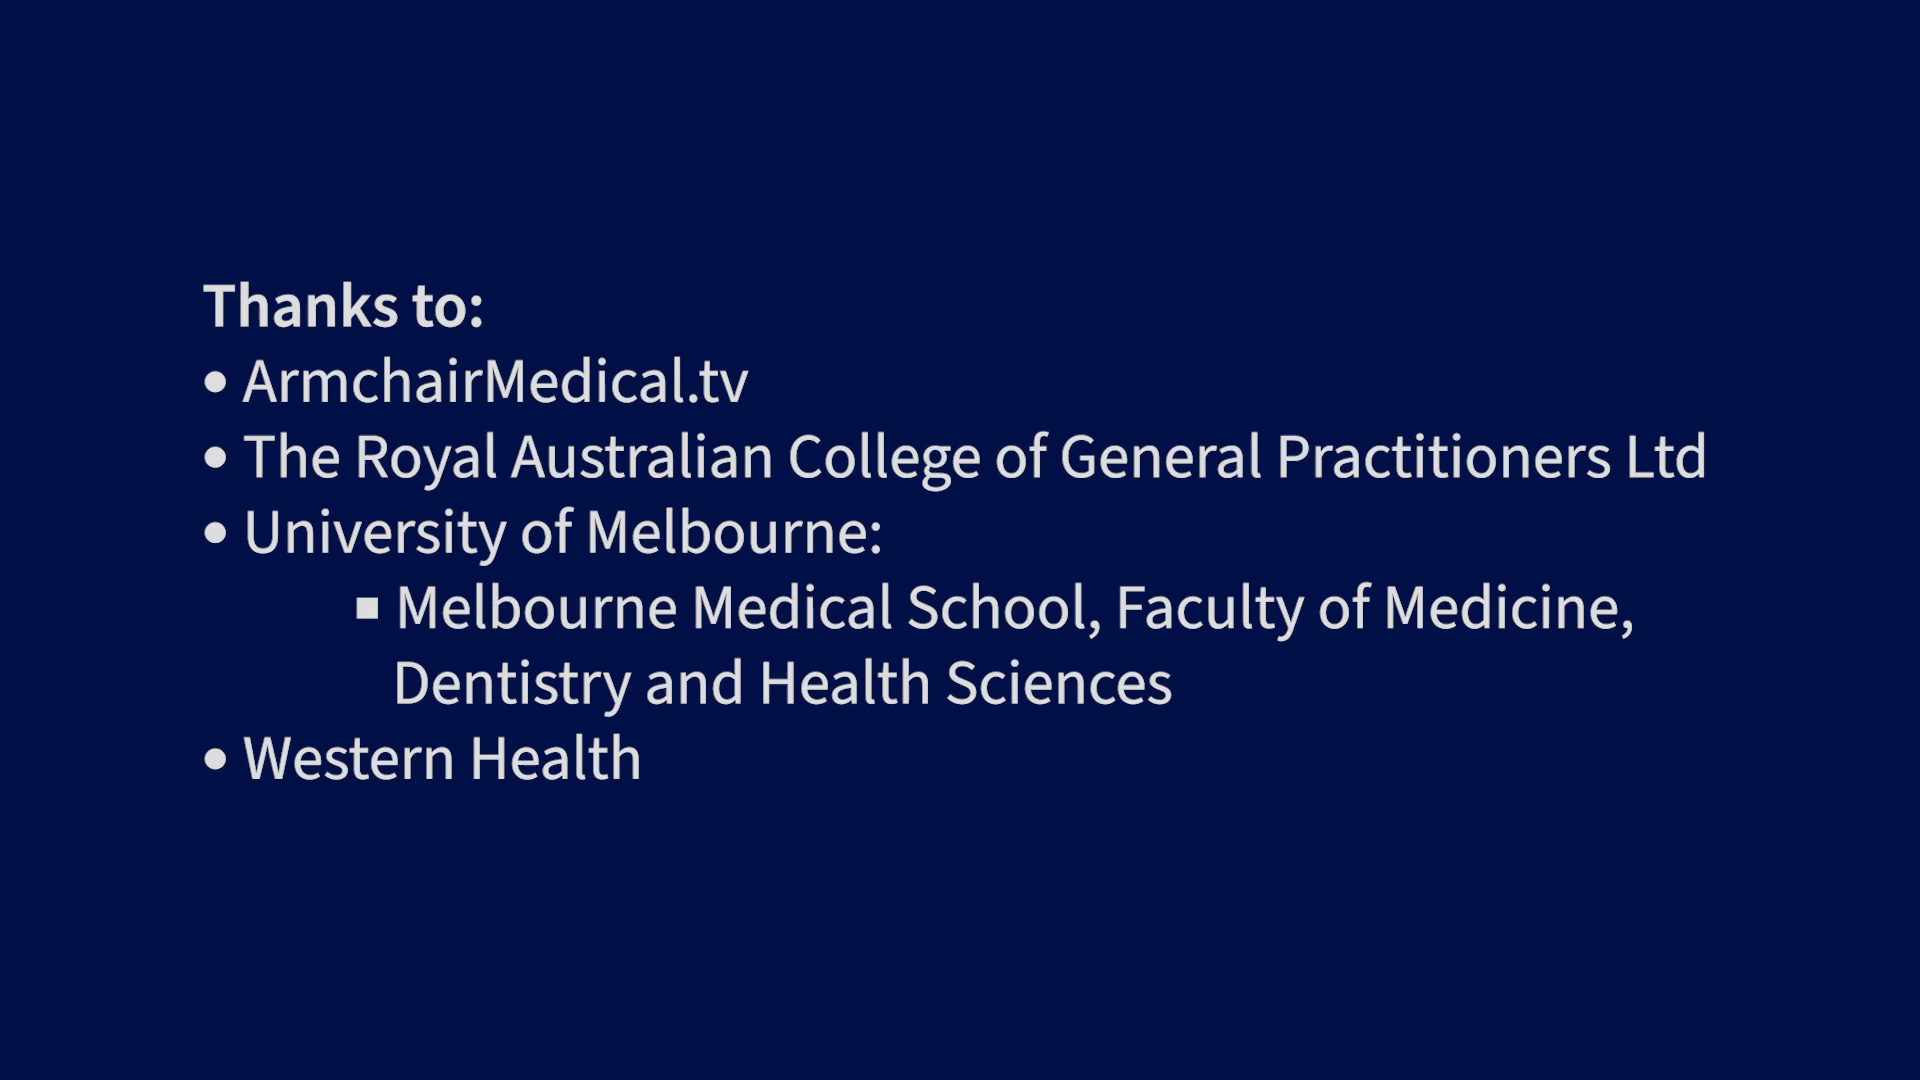 Thanks to:
• ArmchairMedical.tv
• The Royal Australian College of General Practitioners Ltd
• University of Melbourne:
▪ Melbourne Medical School, Faculty of Medicine,
Dentistry and Health Sciences
• Western Health